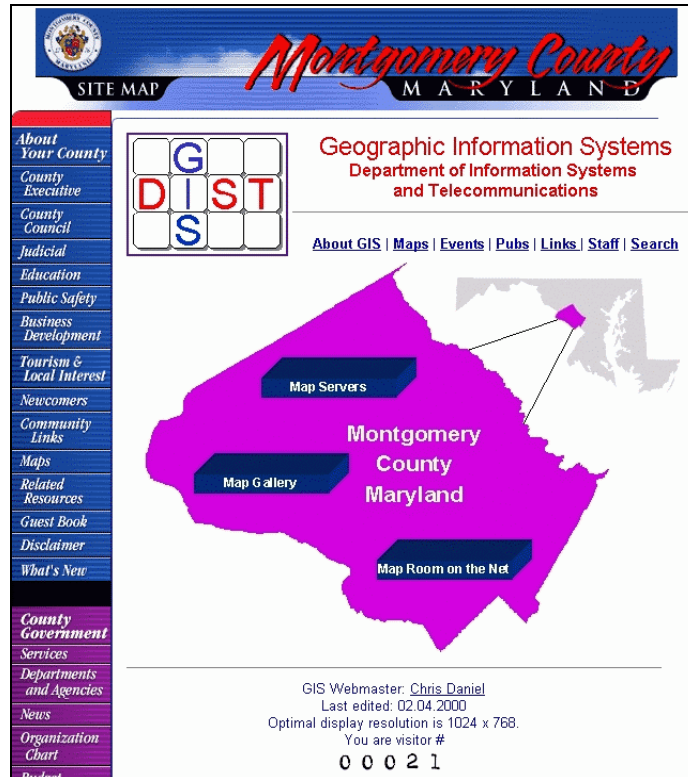 Montgomery County
MARYLAND
SITE MAP
About
Your County
County
Executive
County
Council
Judicial
Education
Public Safety
Business
Development
Tourism &
Local Interest
Newcomers
Community
Links
Maps
Related
Resources
Guest Book
Disclaimer
What's New
County
Government
Services
Departments
and Agencies
News
Organization
Chart
Budget
G
DIST
S
Geographic Information Systems
Department of Information Systems
and Telecommunications
About GIS | Maps | Events | Pubs | Links | Staff | Search
Map Servers
Montgomery
County
Maryland
Map Gallery
Map Room on the Net
GIS Webmaster: Chris Daniel
Last edited: 02.04.2000
Optimal display resolution is 1024 x 768.
You are visitor #
00021